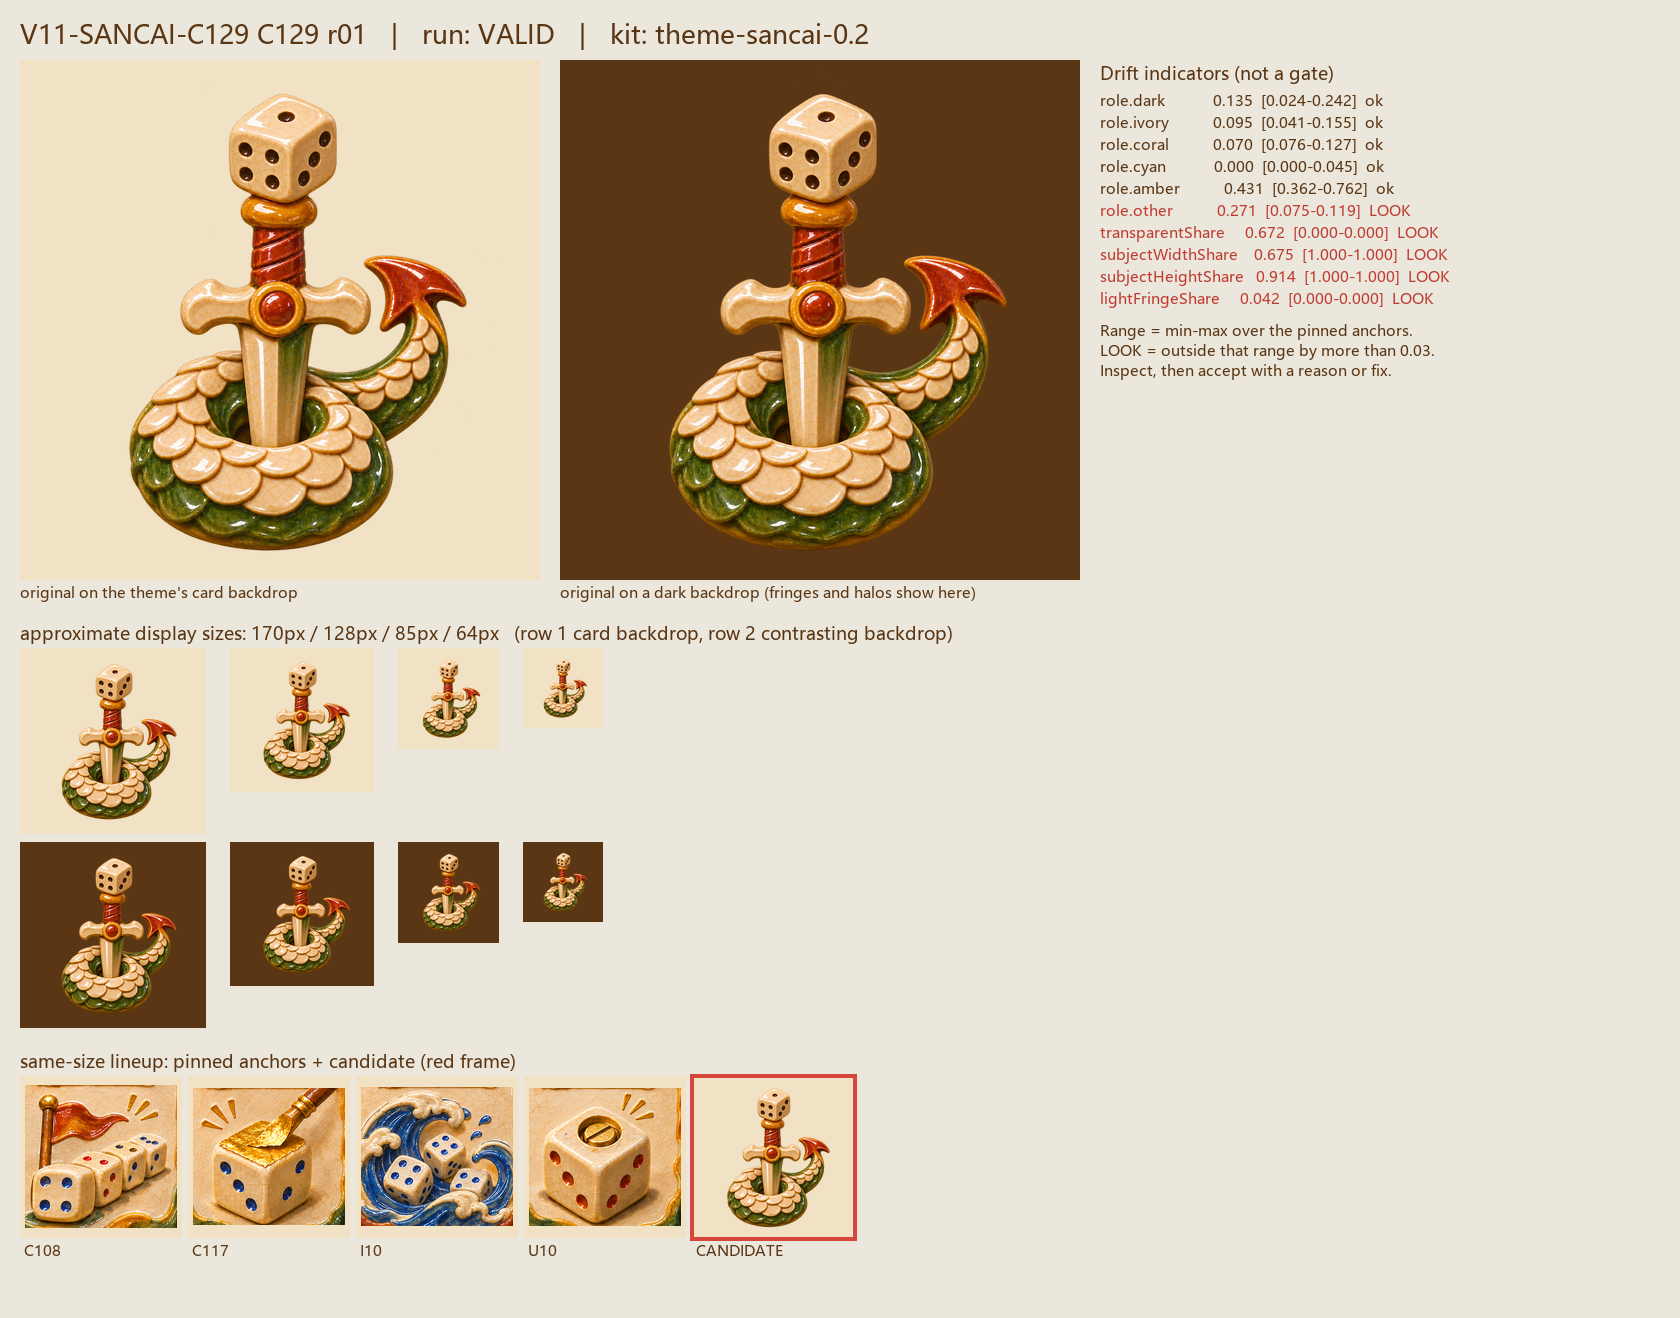 V11-SANCAI-C129 C129 r01   |   run: VALID   |   kit: theme-sancai-0.2
Drift indicators (not a gate)
role.dark 0.135 [0.024-0.242] ok
role.ivory 0.095 [0.041-0.155] ok
role.coral 0.070 [0.076-0.127] ok
role.cyan 0.000 [0.000-0.045] ok
role.amber 0.431 [0.362-0.762] ok
role.other 0.271 [0.075-0.119] LOOK
transparentShare 0.672 [0.000-0.000] LOOK
subjectWidthShare 0.675 [1.000-1.000] LOOK
subjectHeightShare 0.914 [1.000-1.000] LOOK
lightFringeShare 0.042 [0.000-0.000] LOOK
Range = min-max over the pinned anchors.
LOOK = outside that range by more than 0.03.
Inspect, then accept with a reason or fix.
original on the theme's card backdrop
original on a dark backdrop (fringes and halos show here)
approximate display sizes: 170px / 128px / 85px / 64px   (row 1 card backdrop, row 2 contrasting backdrop)
same-size lineup: pinned anchors + candidate (red frame)
C108
C117
I10
U10
CANDIDATE